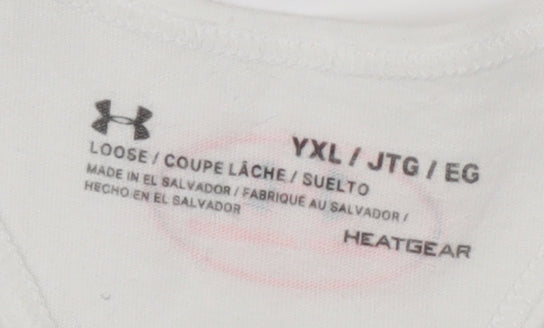 YXL / JTG / EG
LOOSE / COUPE LÂCHE / SUELTO
MADE IN EL SALVADOR / FABRIQUÉ AU SALVADOR /
HECHO EN EL SALVADOR
HEATGEAR